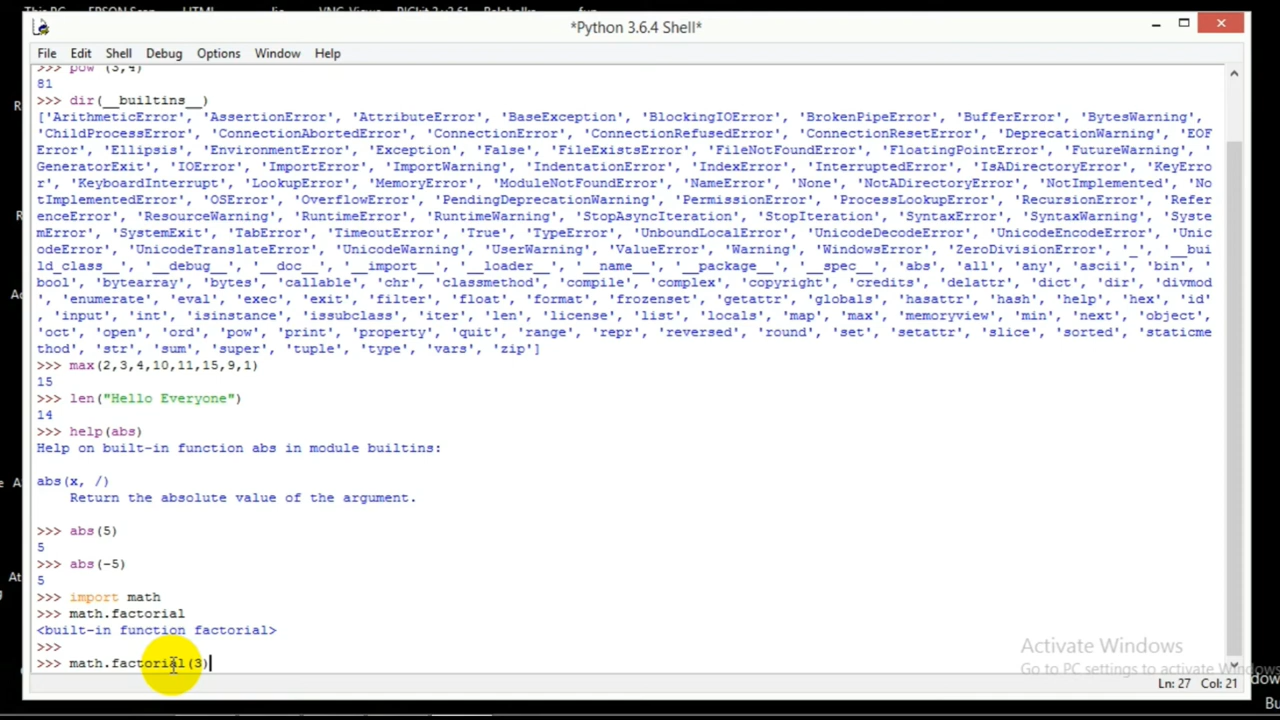 This PC EPSON Scan HTML
*Python 3.6.4 Shell*
File Edit Shell Debug Options Window Help
>>> pow (3,4)
81
>>> dir(__builtins__)
['ArithmeticError', 'AssertionError', 'AttributeError', 'BaseException', 'BlockingIOError', 'BrokenPipeError', 'BufferError', 'BytesWarning',
'ChildProcessError', 'ConnectionAbortedError', 'ConnectionError', 'ConnectionRefusedError', 'ConnectionResetError', 'DeprecationWarning', 'EOF
Error', 'Ellipsis', 'EnvironmentError', 'Exception', 'False', 'FileExistsError', 'FileNotFoundError', 'FloatingPointError', 'FutureWarning', '
GeneratorExit', 'IOError', 'ImportError', 'ImportWarning', 'IndentationError', 'IndexError', 'InterruptedError', 'IsADirectoryError', 'KeyErro
r', 'KeyboardInterrupt', 'LookupError', 'MemoryError', 'ModuleNotFoundError', 'NameError', 'None', 'NotADirectoryError', 'NotImplemented', 'No
tImplementedError', 'OSError', 'OverflowError', 'PendingDeprecationWarning', 'PermissionError', 'ProcessLookupError', 'RecursionError', 'Refer
enceError', 'ResourceWarning', 'RuntimeError', 'RuntimeWarning', 'StopAsyncIteration', 'StopIteration', 'SyntaxError', 'SyntaxWarning', 'Syste
mError', 'SystemExit', 'TabError', 'TimeoutError', 'True', 'TypeError', 'UnboundLocalError', 'UnicodeDecodeError', 'UnicodeEncodeError', 'Unic
odeError', 'UnicodeTranslateError', 'UnicodeWarning', 'UserWarning', 'ValueError', 'Warning', 'WindowsError', 'ZeroDivisionError', '_', '__bui
ld_class__', '__debug__', '__doc__', '__import__', '__loader__', '__name__', '__package__', '__spec__', 'abs', 'all', 'any', 'ascii', 'bin', '
bool', 'bytearray', 'bytes', 'callable', 'chr', 'classmethod', 'compile', 'complex', 'copyright', 'credits', 'delattr', 'dict', 'dir', 'divmod
', 'enumerate', 'eval', 'exec', 'exit', 'filter', 'float', 'format', 'frozenset', 'getattr', 'globals', 'hasattr', 'hash', 'help', 'hex', 'id'
, 'input', 'int', 'isinstance', 'issubclass', 'iter', 'len', 'license', 'list', 'locals', 'map', 'max', 'memoryview', 'min', 'next', 'object',
'oct', 'open', 'ord', 'pow', 'print', 'property', 'quit', 'range', 'repr', 'reversed', 'round', 'set', 'setattr', 'slice', 'sorted', 'staticme
thod', 'str', 'sum', 'super', 'tuple', 'type', 'vars', 'zip']
>>> max(2,3,4,10,11,15,9,1)
15
>>> len("Hello Everyone")
14
>>> help(abs)
Help on built-in function abs in module builtins:
abs(x, /)
Return the absolute value of the argument.
>>> abs(5)
5
>>> abs(-5)
5
>>> import math
>>> math.factorial
<built-in function factorial>
>>>
>>> math.factorial(3)
Activate Windows
Go to PC settings to activate Windows
Ln: 27 Col: 21